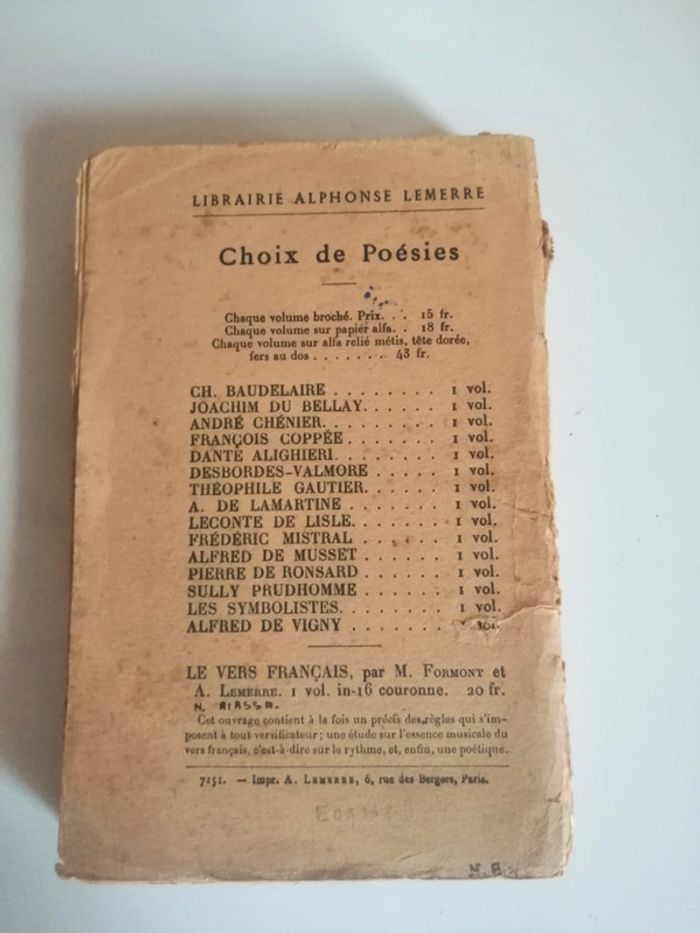 LIBRAIRIE ALPHONSE LEMERRE
Choix de Poésies
Chaque volume broché. Prix. . . 15 fr.
Chaque volume sur papier alfa. . 18 fr.
Chaque volume sur alfa relié métis, tête dorée,
fers au dos . . . . . . . 43 fr.
CH. BAUDELAIRE . . . . . . . . 1 vol.
JOACHIM DU BELLAY. . . . . . 1 vol.
ANDRÉ CHÉNIER. . . . . . . . . 1 vol.
FRANÇOIS COPPÉE . . . . . . . 1 vol.
DANTE ALIGHIERI. . . . . . . . 1 vol.
DESBORDES-VALMORE . . . . . 1 vol.
THÉOPHILE GAUTIER. . . . . . 1 vol.
A. DE LAMARTINE . . . . . . . 1 vol.
LECONTE DE LISLE. . . . . . . 1 vol.
FRÉDÉRIC MISTRAL . . . . . . 1 vol.
ALFRED DE MUSSET . . . . . . 1 vol.
PIERRE DE RONSARD . . . . . . 1 vol.
SULLY PRUDHOMME . . . . . . 1 vol.
LES SYMBOLISTES. . . . . . . . 1 vol.
ALFRED DE VIGNY . . . . . . . vol.
LE VERS FRANÇAIS, par M. FORMONT et
A. LEMERRE. 1 vol. in-16 couronne. 20 fr.
N. AIASSA.
Cet ouvrage contient à la fois un précis des règles qui s'im-
posent à tout versificateur ; une étude sur l'essence musicale du
vers français, c'est-à-dire sur le rythme, et, enfin, une poétique.
7252. — Impr. A. LEMERRE, 6, rue des Bergers, Paris.